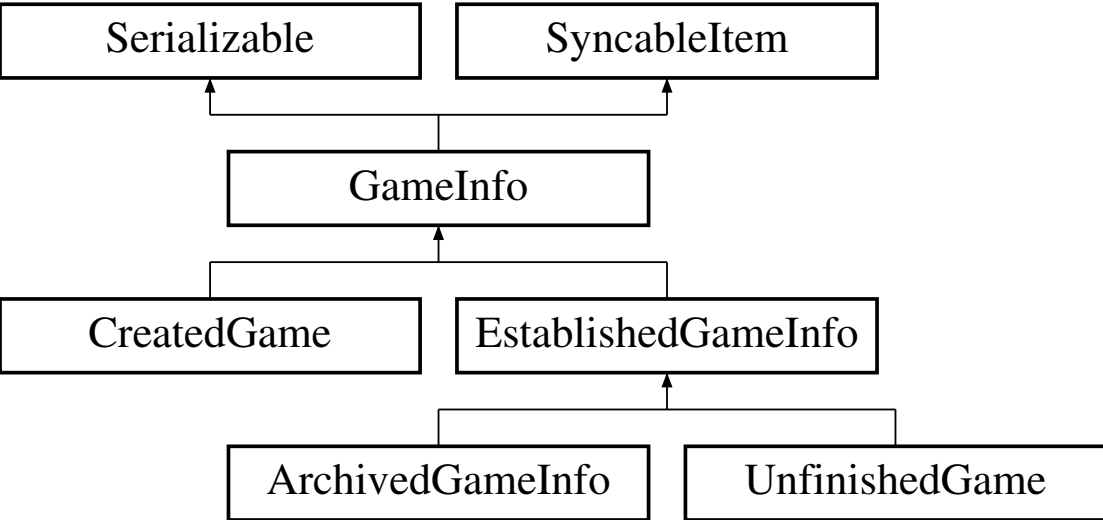 Serializable
SyncableItem
GameInfo
CreatedGame
EstablishedGameInfo
ArchivedGameInfo
UnfinishedGame